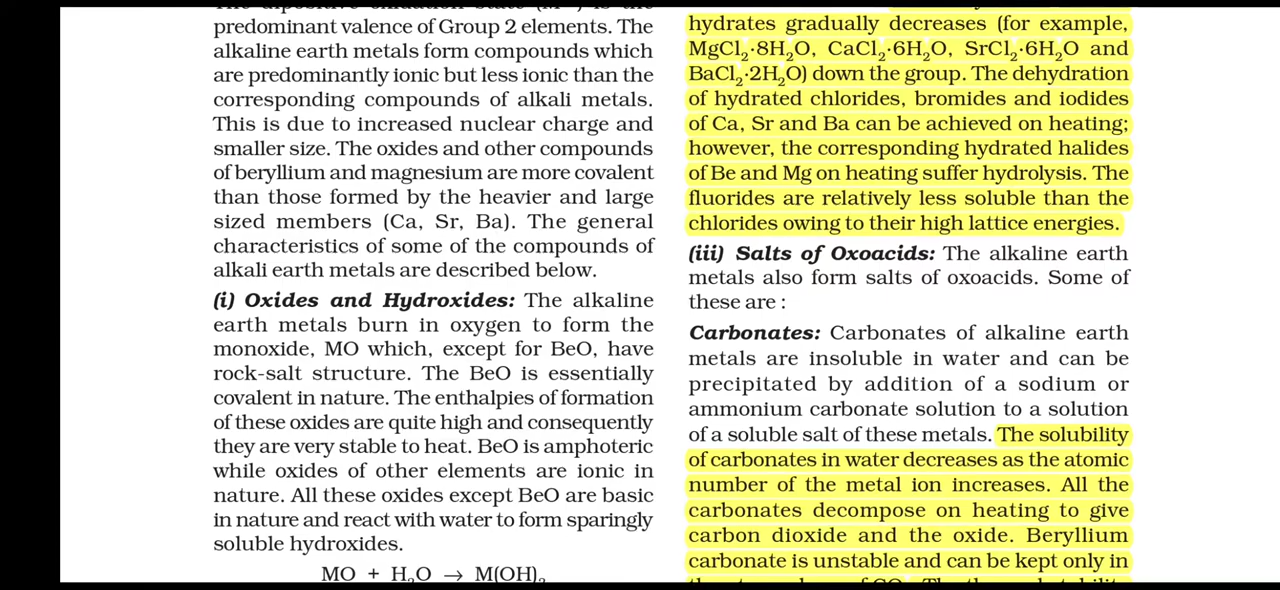 predominant valence of Group 2 elements. The
alkaline earth metals form compounds which
are predominantly ionic but less ionic than the
corresponding compounds of alkali metals.
This is due to increased nuclear charge and
smaller size. The oxides and other compounds
of beryllium and magnesium are more covalent
than those formed by the heavier and large
sized members (Ca, Sr, Ba). The general
characteristics of some of the compounds of
alkali earth metals are described below.
(i) Oxides and Hydroxides: The alkaline
earth metals burn in oxygen to form the
monoxide, MO which, except for BeO, have
rock-salt structure. The BeO is essentially
covalent in nature. The enthalpies of formation
of these oxides are quite high and consequently
they are very stable to heat. BeO is amphoteric
while oxides of other elements are ionic in
nature. All these oxides except BeO are basic
in nature and react with water to form sparingly
soluble hydroxides.
MO + H₂O → M(OH)₂
hydrates gradually decreases (for example,
MgCl₂·8H₂O, CaCl₂·6H₂O, SrCl₂·6H₂O and
BaCl₂·2H₂O) down the group. The dehydration
of hydrated chlorides, bromides and iodides
of Ca, Sr and Ba can be achieved on heating;
however, the corresponding hydrated halides
of Be and Mg on heating suffer hydrolysis. The
fluorides are relatively less soluble than the
chlorides owing to their high lattice energies.
(iii) Salts of Oxoacids: The alkaline earth
metals also form salts of oxoacids. Some of
these are :
Carbonates: Carbonates of alkaline earth
metals are insoluble in water and can be
precipitated by addition of a sodium or
ammonium carbonate solution to a solution
of a soluble salt of these metals. The solubility
of carbonates in water decreases as the atomic
number of the metal ion increases. All the
carbonates decompose on heating to give
carbon dioxide and the oxide. Beryllium
carbonate is unstable and can be kept only in